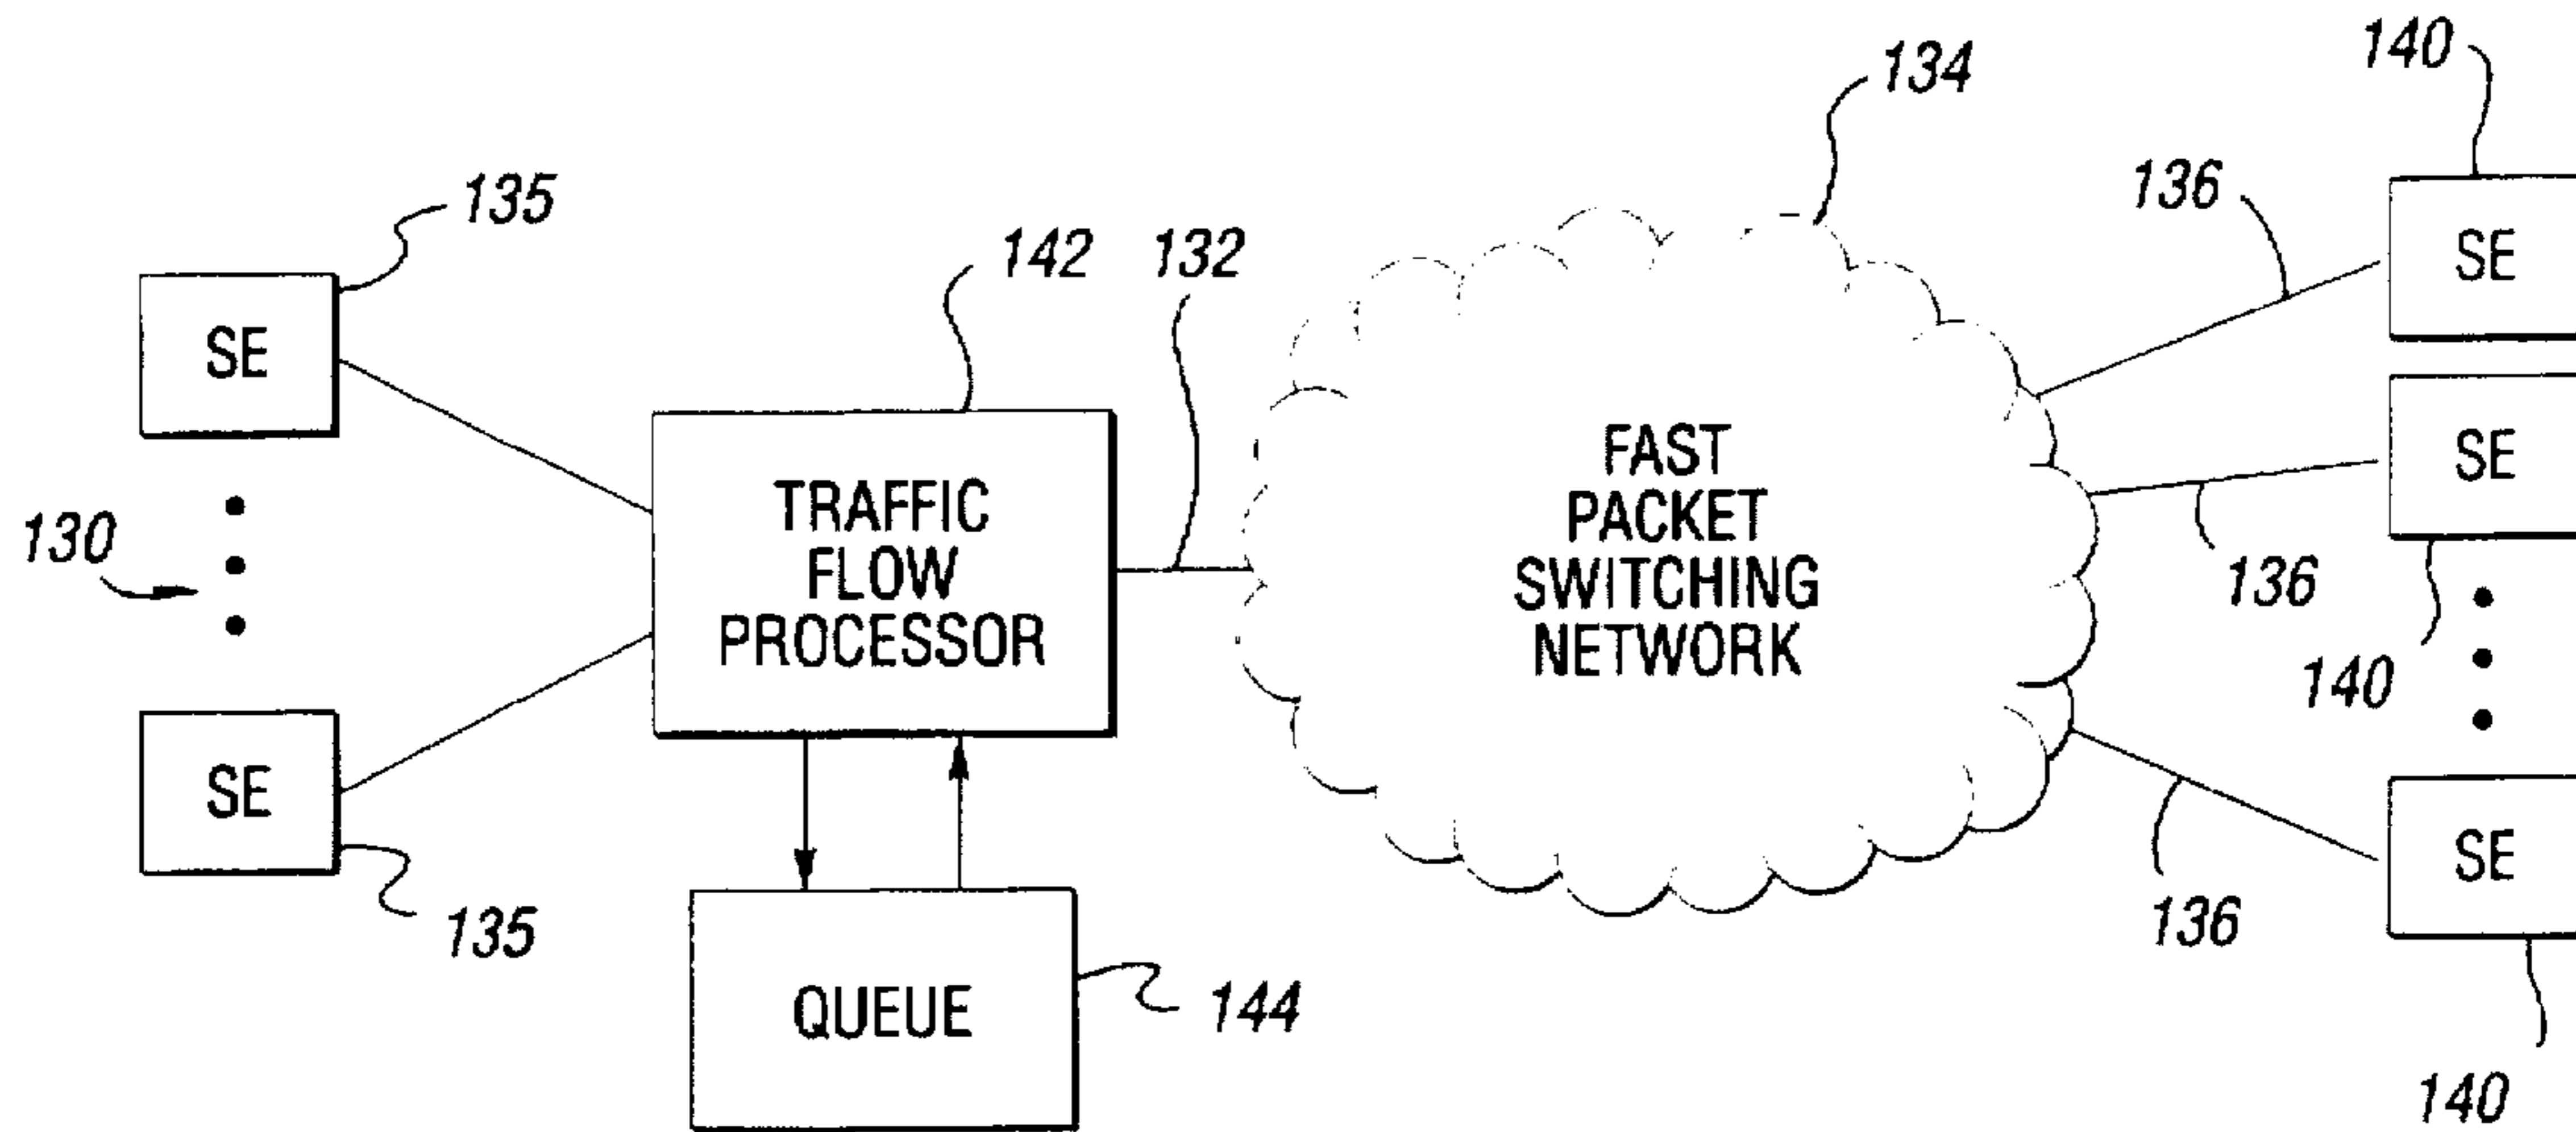 140
134
136
135
142
132
SE
SE
SE
136
140
130
TRAFFIC
FLOW
PROCESSOR
FAST
PACKET
SWITCHING
NETWORK
SE
SE
136
135
QUEUE
144
140